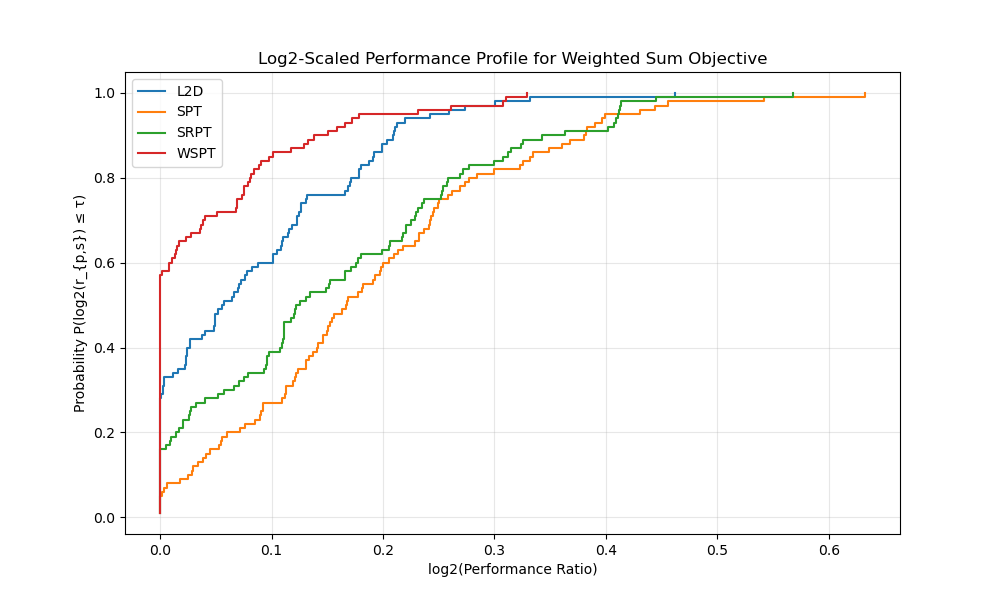 Log2-Scaled Performance Profile for Weighted Sum Objective
L2D
SPT
SRPT
WSPT
Probability P(log2(r_{p,s}) ≤ τ)
1.0
0.8
0.6
0.4
0.2
0.0
0.0 0.1 0.2 0.3 0.4 0.5 0.6
log2(Performance Ratio)